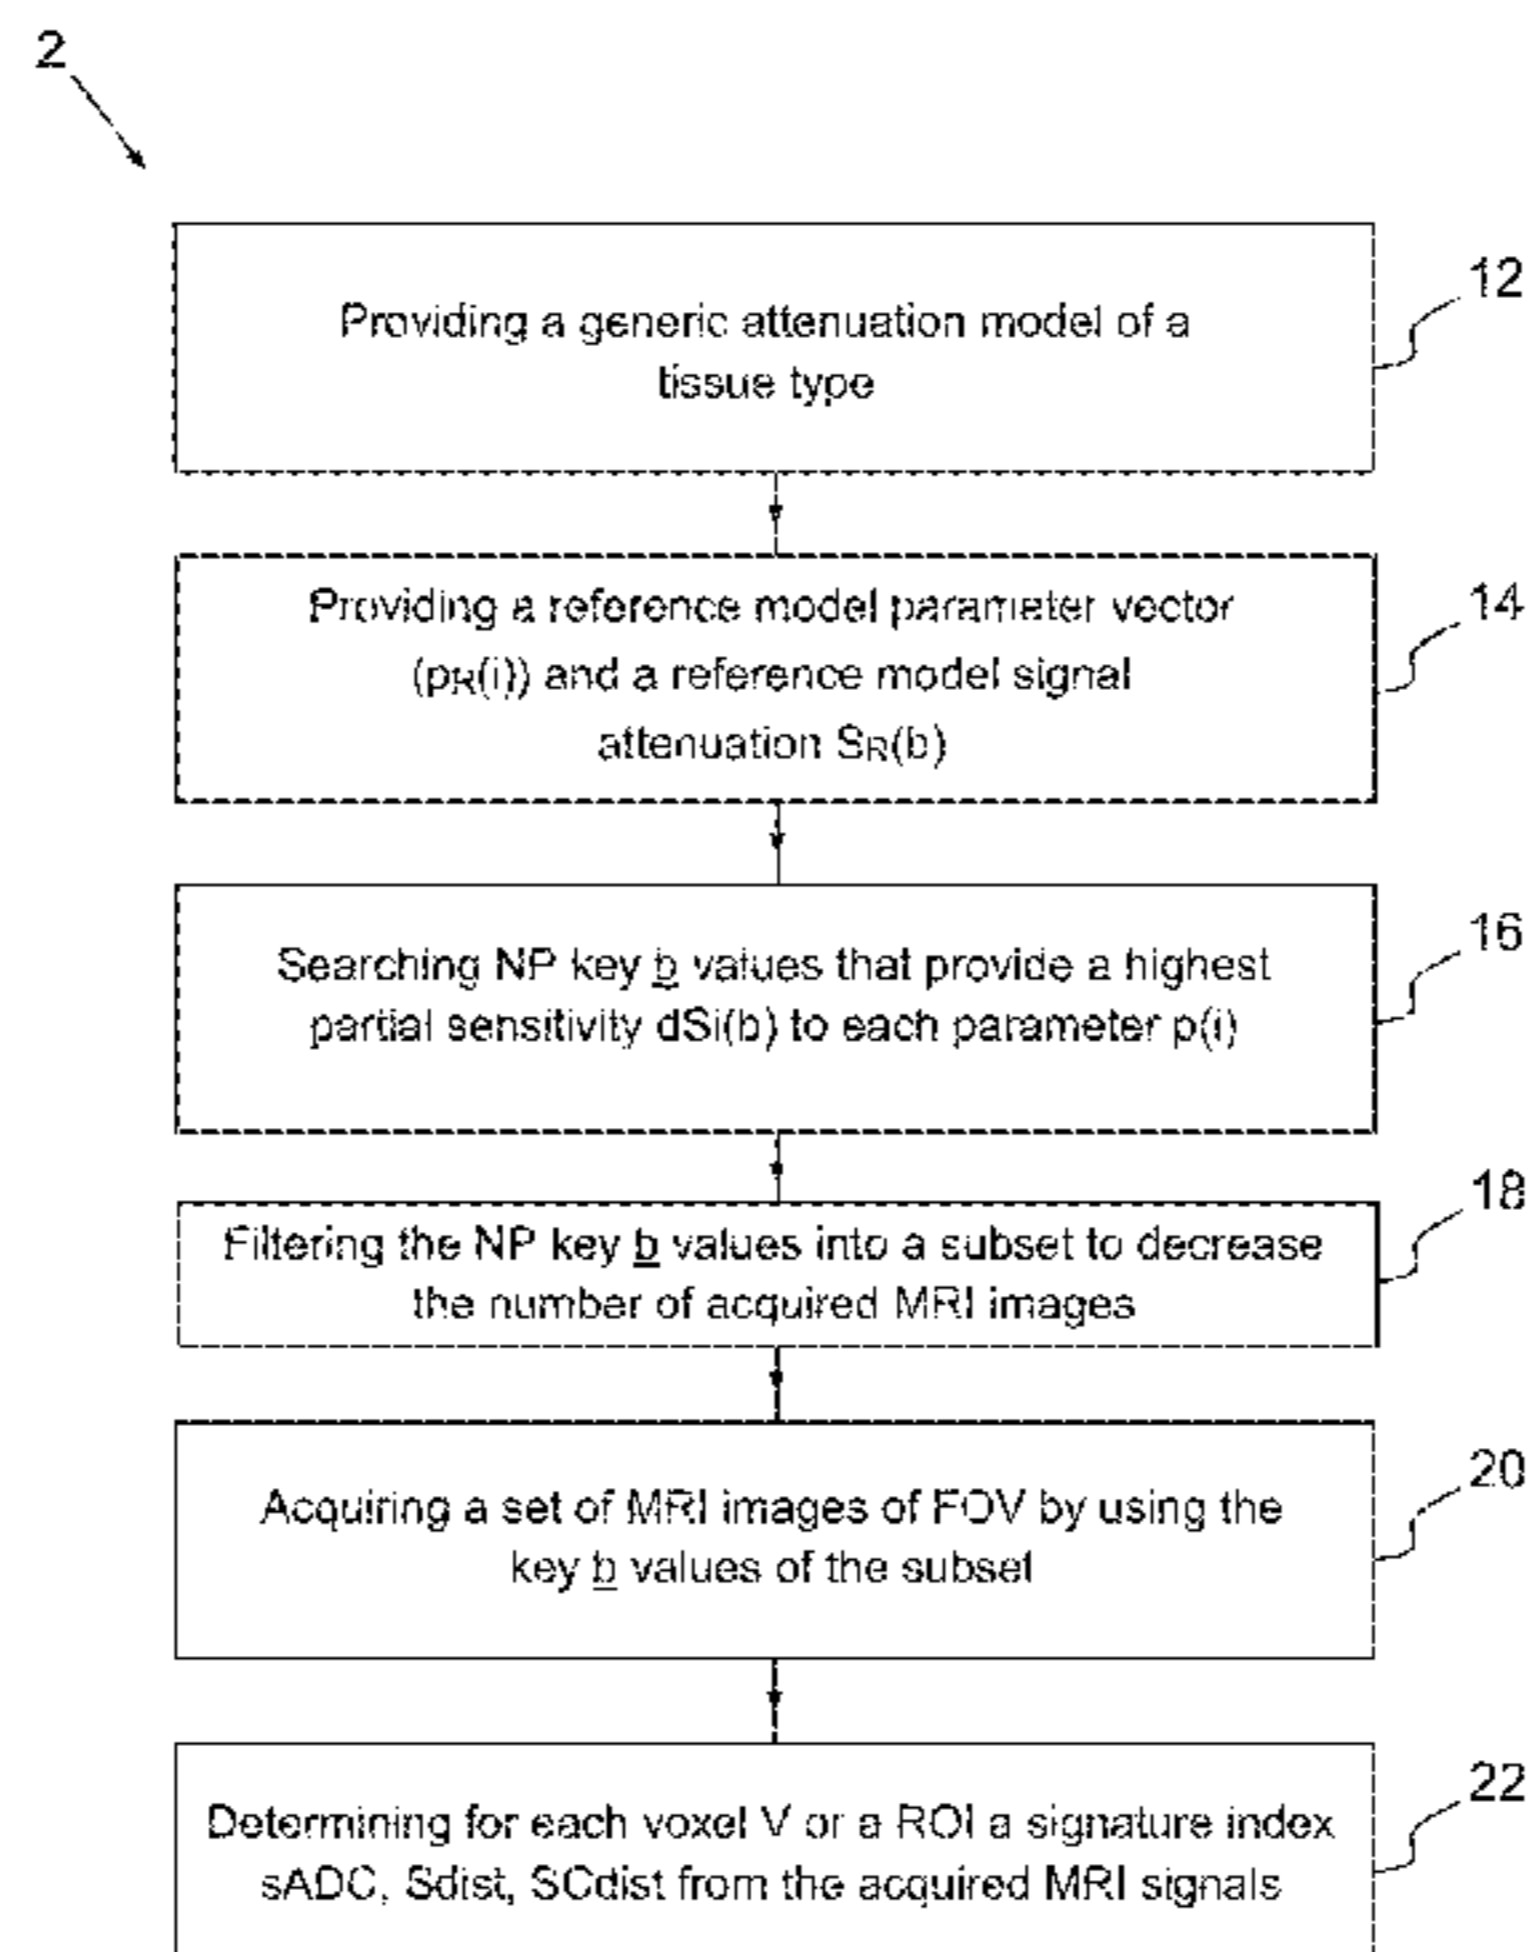 2
Providing a generic attenuation model of a
tissue type
12
Providing a reference model parameter vector
(pR(i)) and a reference model signal
attenuation SR(b)
14
Searching NP key b values that provide a highest
partial sensitivity dSi(b) to each parameter p(i)
16
Filtering the NP key b values into a subset to decrease
the number of acquired MRI images
18
Acquiring a set of MRI images of FOV by using the
key b values of the subset
20
Determining for each voxel V or a ROI a signature index
sADC, Sdist, SCdist from the acquired MRI signals
22